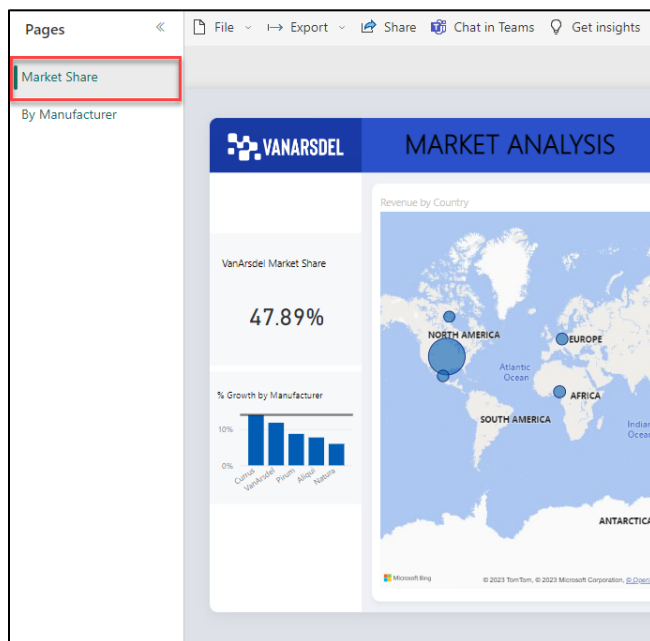 Pages
File
Export
Share
Chat in Teams
Get insights
Market Share
By Manufacturer
VANARSDEL
MARKET ANALYSIS
Revenue by Country
VanArsdel Market Share
47.89%
% Growth by Manufacturer
10%
0%
Currus
VanArsdel
Pirum
Aliqui
Natura
NORTH AMERICA
EUROPE
Atlantic
Ocean
AFRICA
SOUTH AMERICA
Indian
Ocean
ANTARCTICA
Microsoft Bing
© 2023 TomTom, © 2023 Microsoft Corporation, © Open